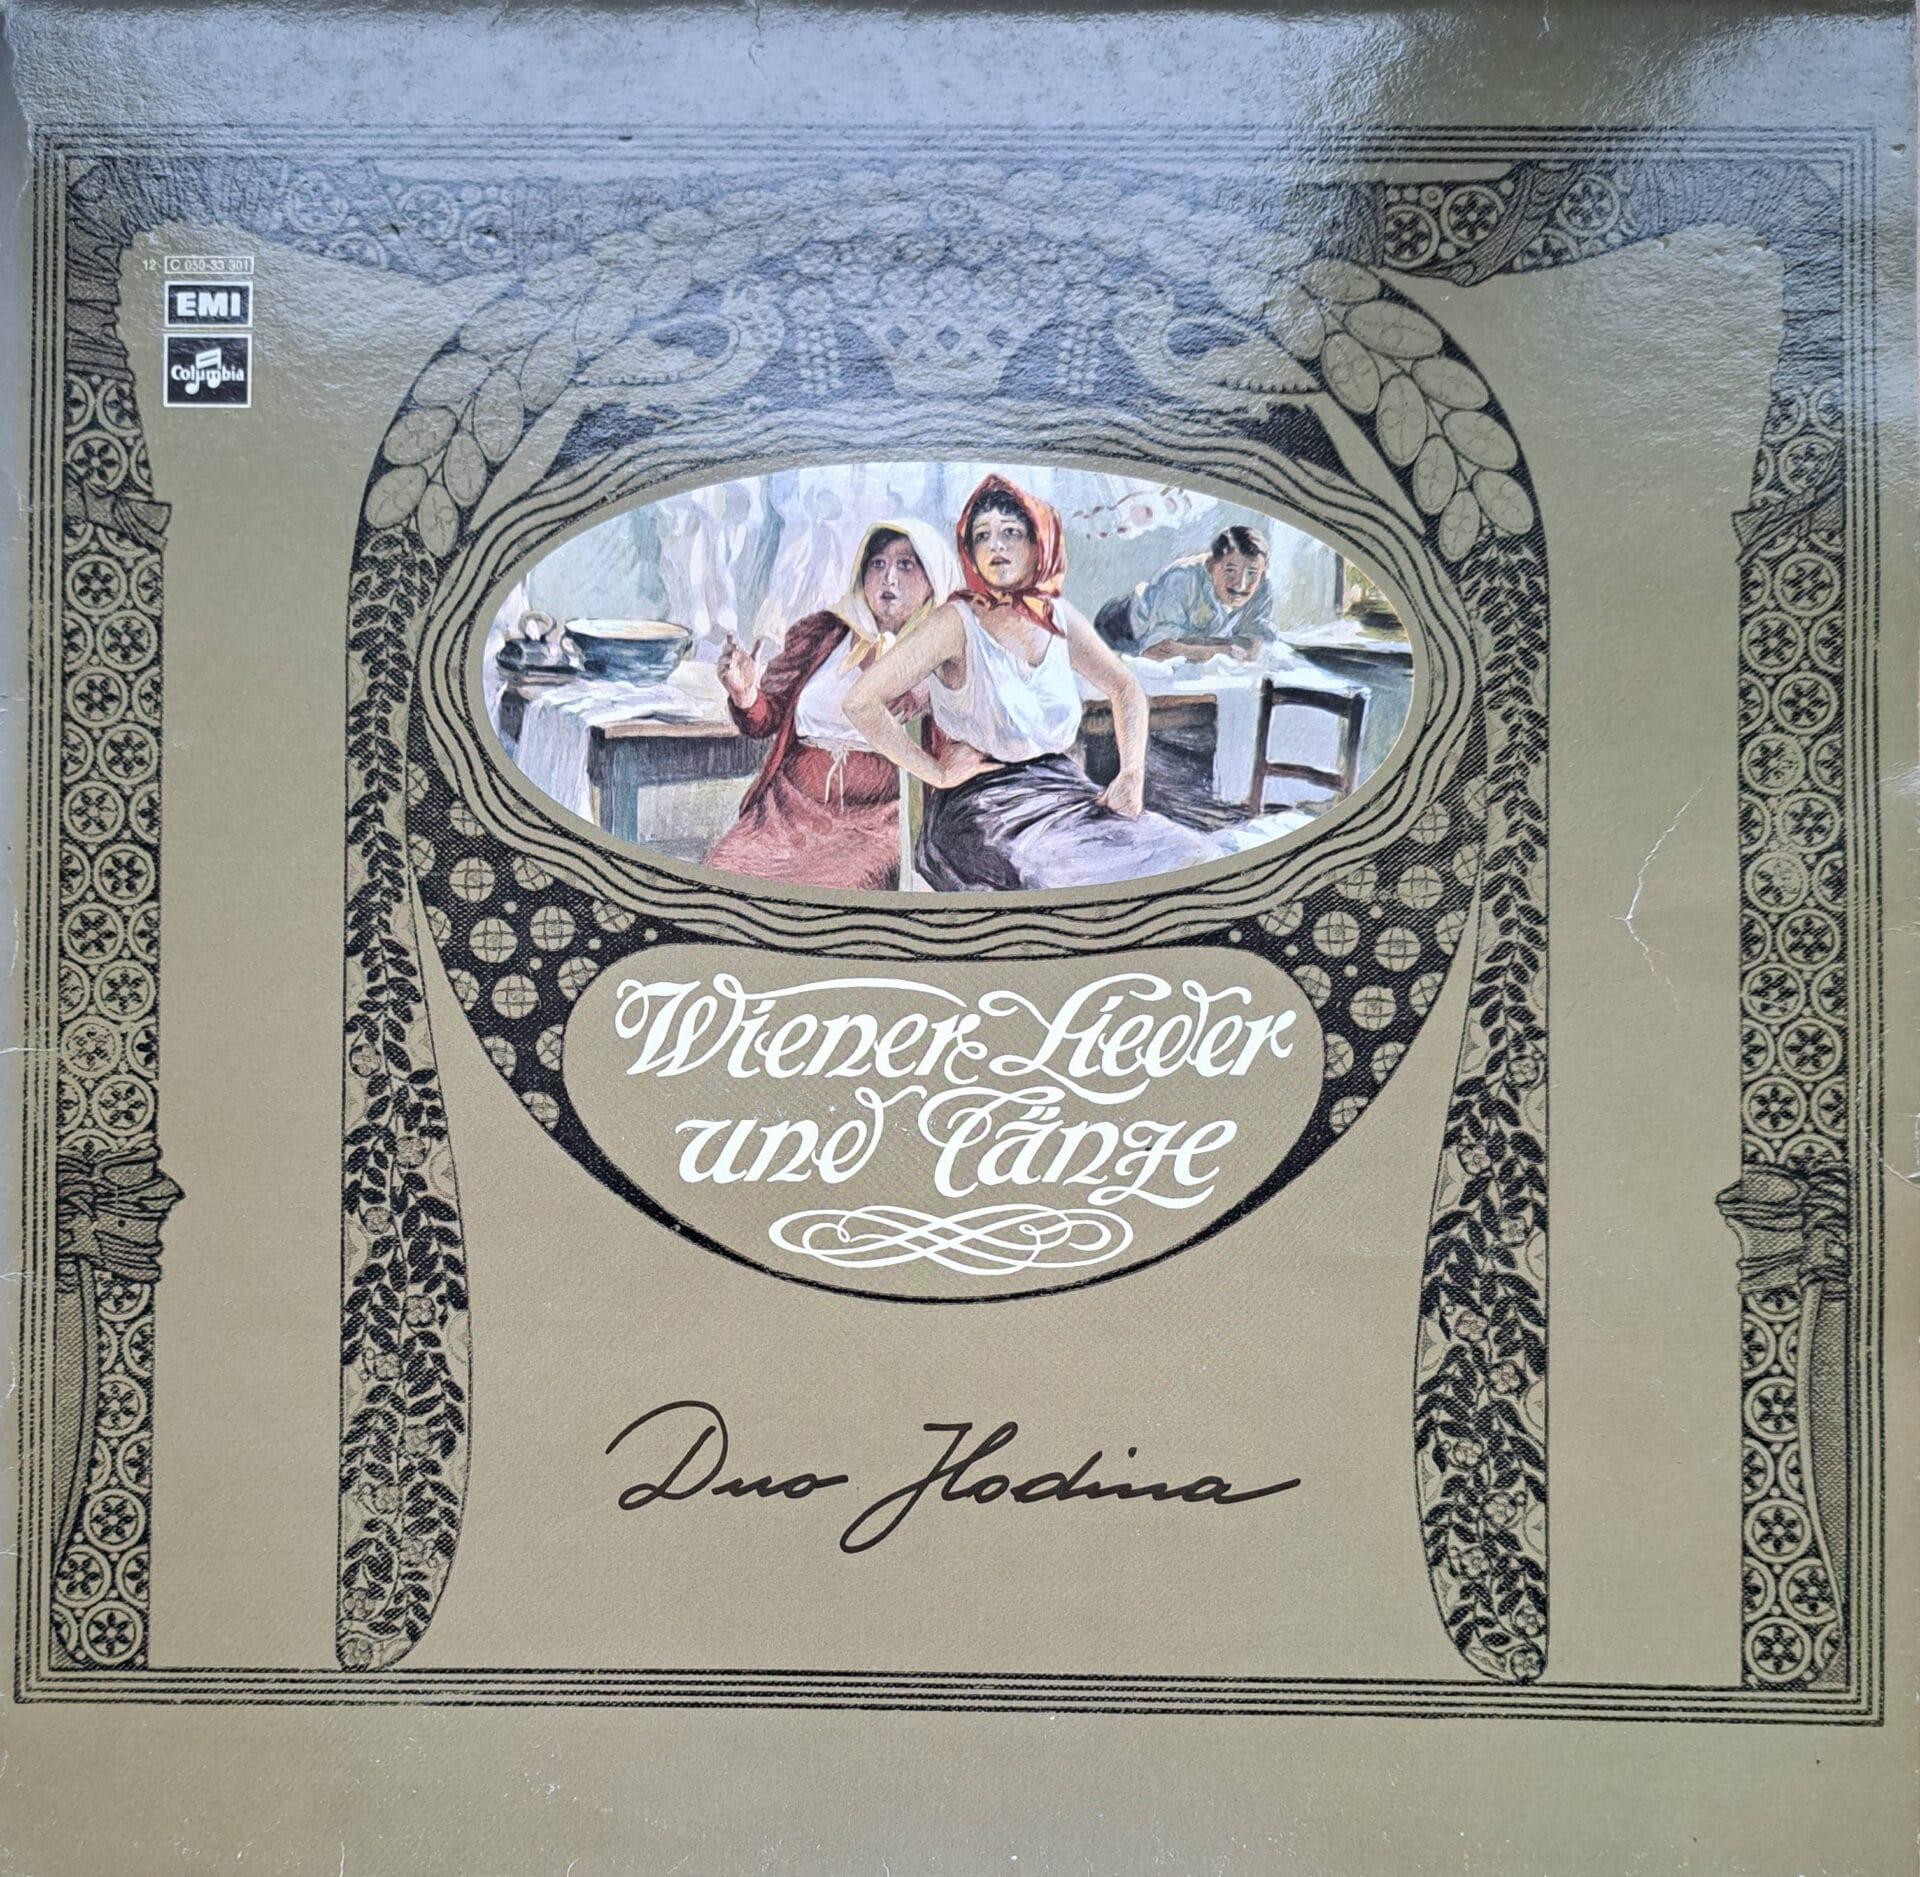 12 C 050-33 301
EMI
Columbia
Wiener Lieder
und Tänze
Duo Hodina